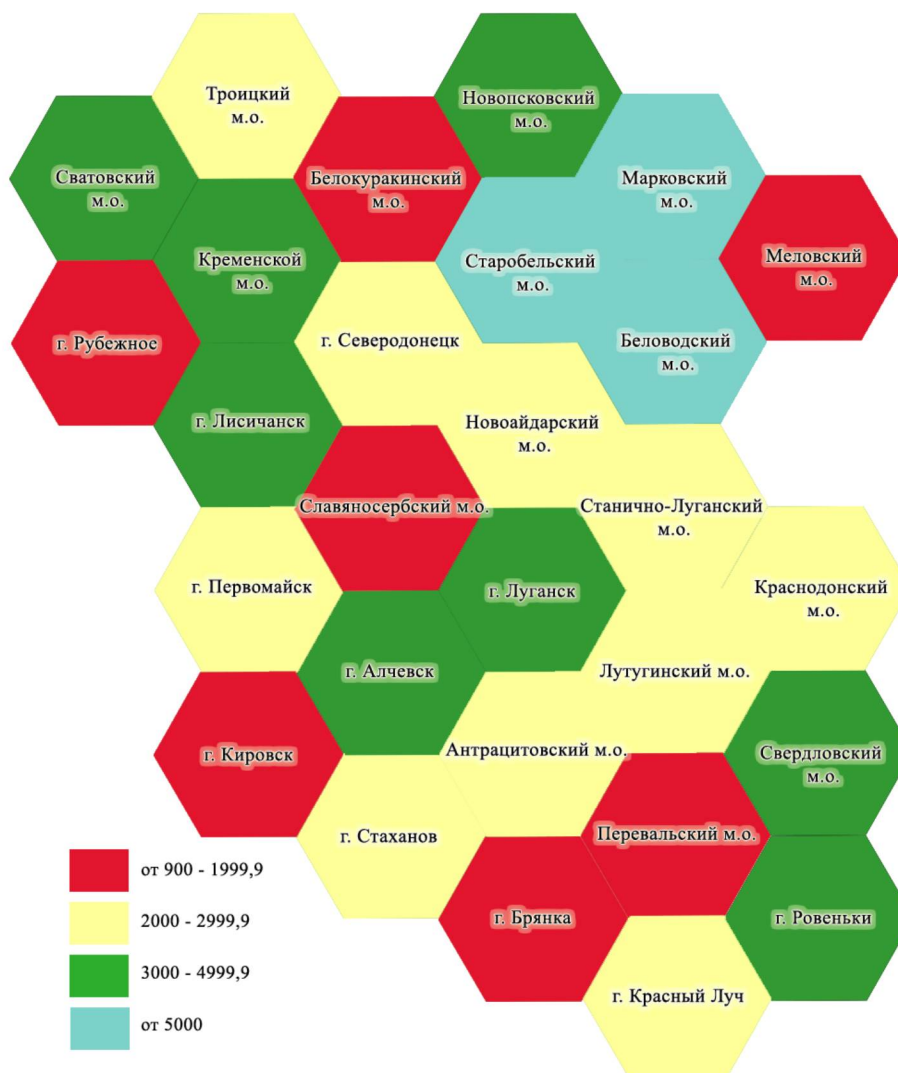 Троицкий
м.о.
Новопсковский
м.о.
Сватовский
м.о.
Белокуракинский
м.о.
Марковский
м.о.
Кременской
м.о.
Старобельский
м.о.
Меловский
м.о.
г. Рубежное
г. Северодонецк
Беловодский
м.о.
г. Лисичанск
Новоайдарский
м.о.
Славяносербский м.о.
Станично-Луганский
м.о.
г. Первомайск
г. Луганск
Краснодонский
м.о.
г. Алчевск
Лутугинский м.о.
г. Кировск
Антрацитовский м.о.
Свердловский
м.о.
г. Стаханов
Перевальский м.о.
г. Брянка
г. Ровеньки
г. Красный Луч
от 900 - 1999,9
2000 - 2999,9
3000 - 4999,9
от 5000